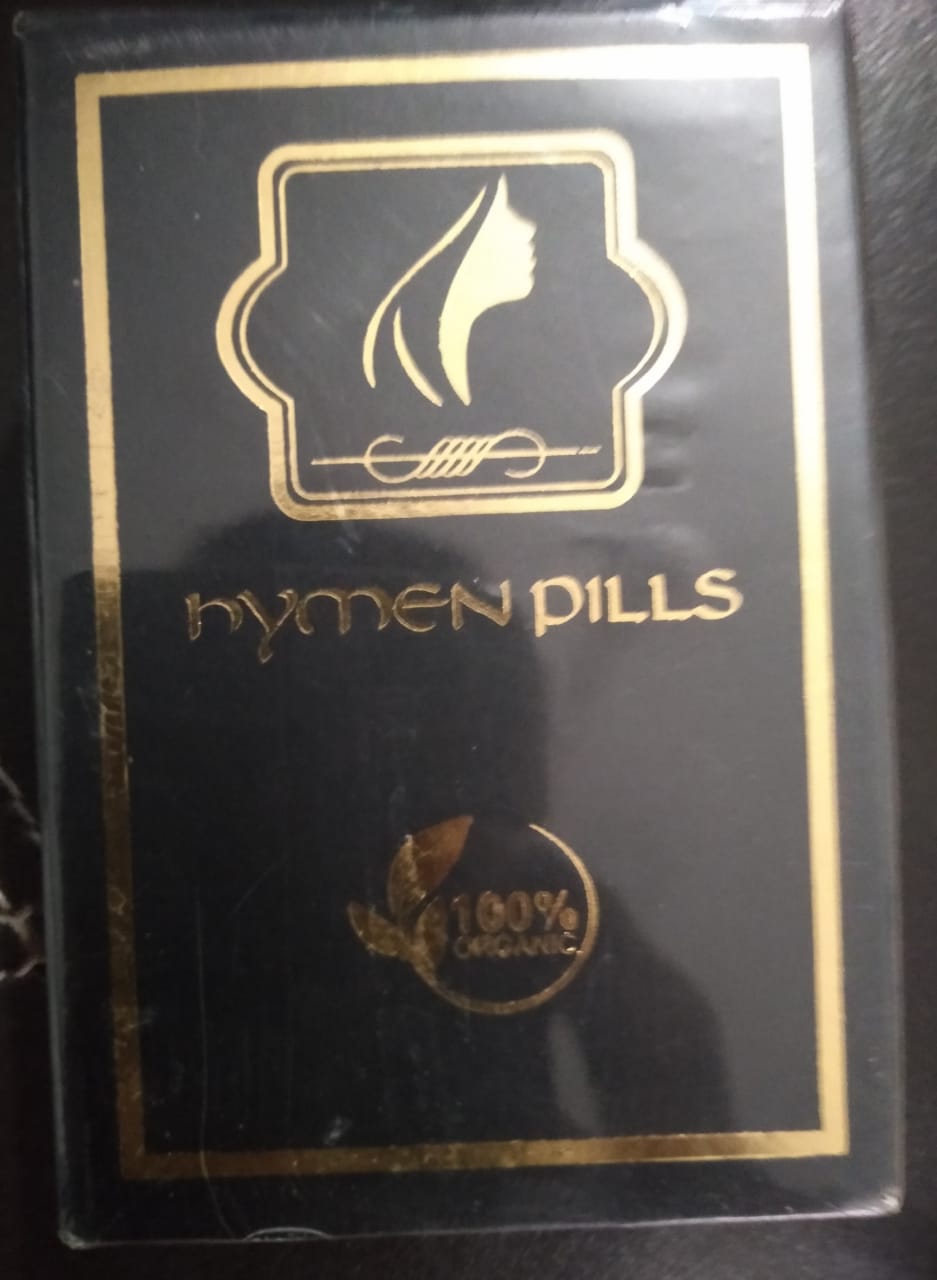 hymen pills
100%
ORGANIC